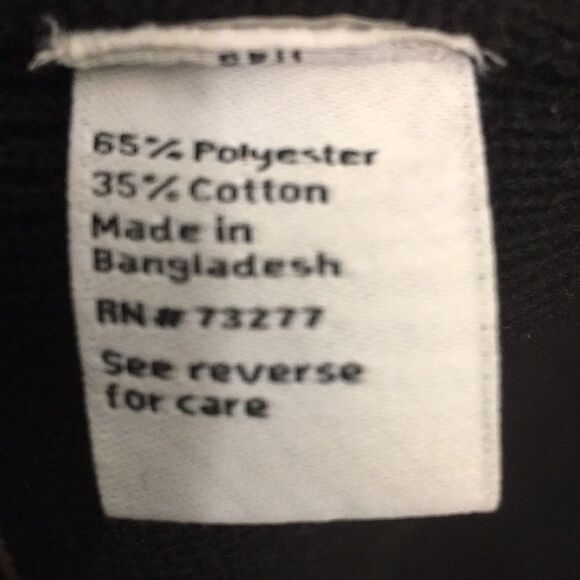 65% Polyester
35% Cotton
Made in
Bangladesh
RN# 73277
See reverse
for care